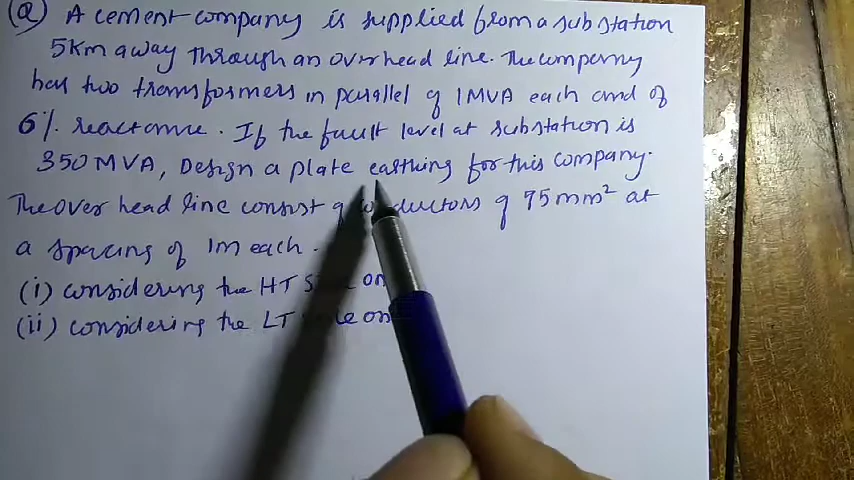 (Q) A cement company is supplied from a substation
5Km away through an overhead line. The company
has two transformers in parallel of 1MVA each and of
6%. reactance. If the fault level at substation is
350 MVA, Design a plate earthing for this company.
The over head line consist of conductors of 75mm² at
a spacing of 1m each.
(i) considering the HT
(ii) considering the LT